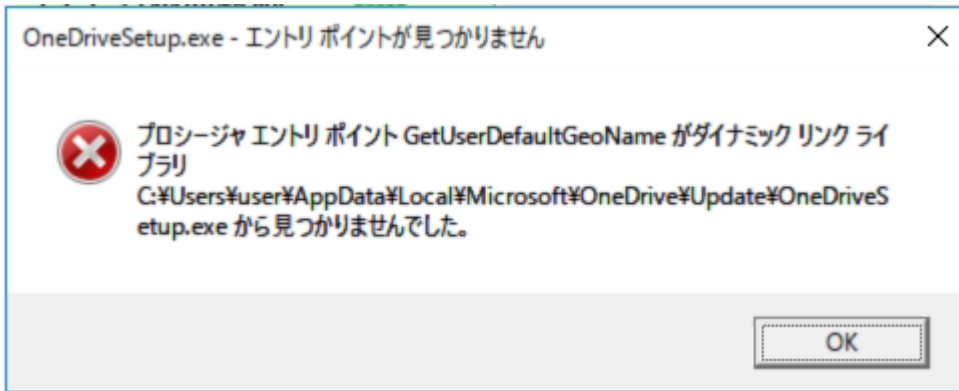 OneDriveSetup.exe - エントリ ポイントが見つかりません
プロシージャ エントリ ポイント GetUserDefaultGeoName がダイナミック リンク ライ
ブラリ
C:¥Users¥user¥AppData¥Local¥Microsoft¥OneDrive¥Update¥OneDriveS
etup.exe から見つかりませんでした。
OK